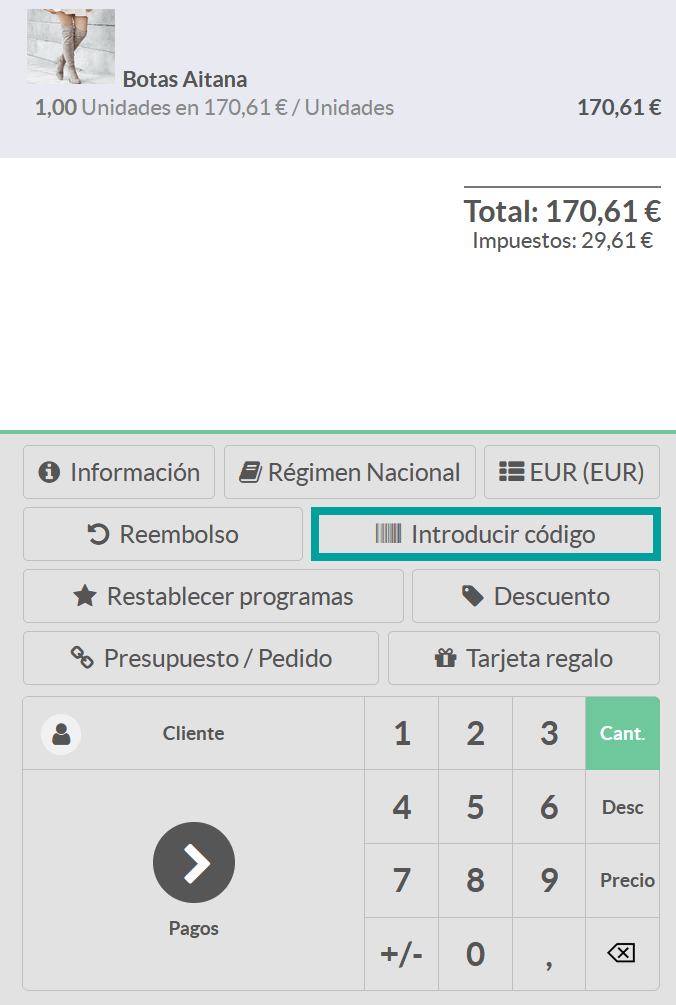 Botas Aitana
1,00 Unidades en 170,61 € / Unidades 170,61 €
Total: 170,61 €
Impuestos: 29,61 €
Información Régimen Nacional EUR (EUR)
Reembolso Introducir código
Restablecer programas Descuento
Presupuesto / Pedido Tarjeta regalo
Cliente 1 2 3 Cant.
4 5 6 Desc
7 8 9 Precio
Pagos
+/- 0 ,